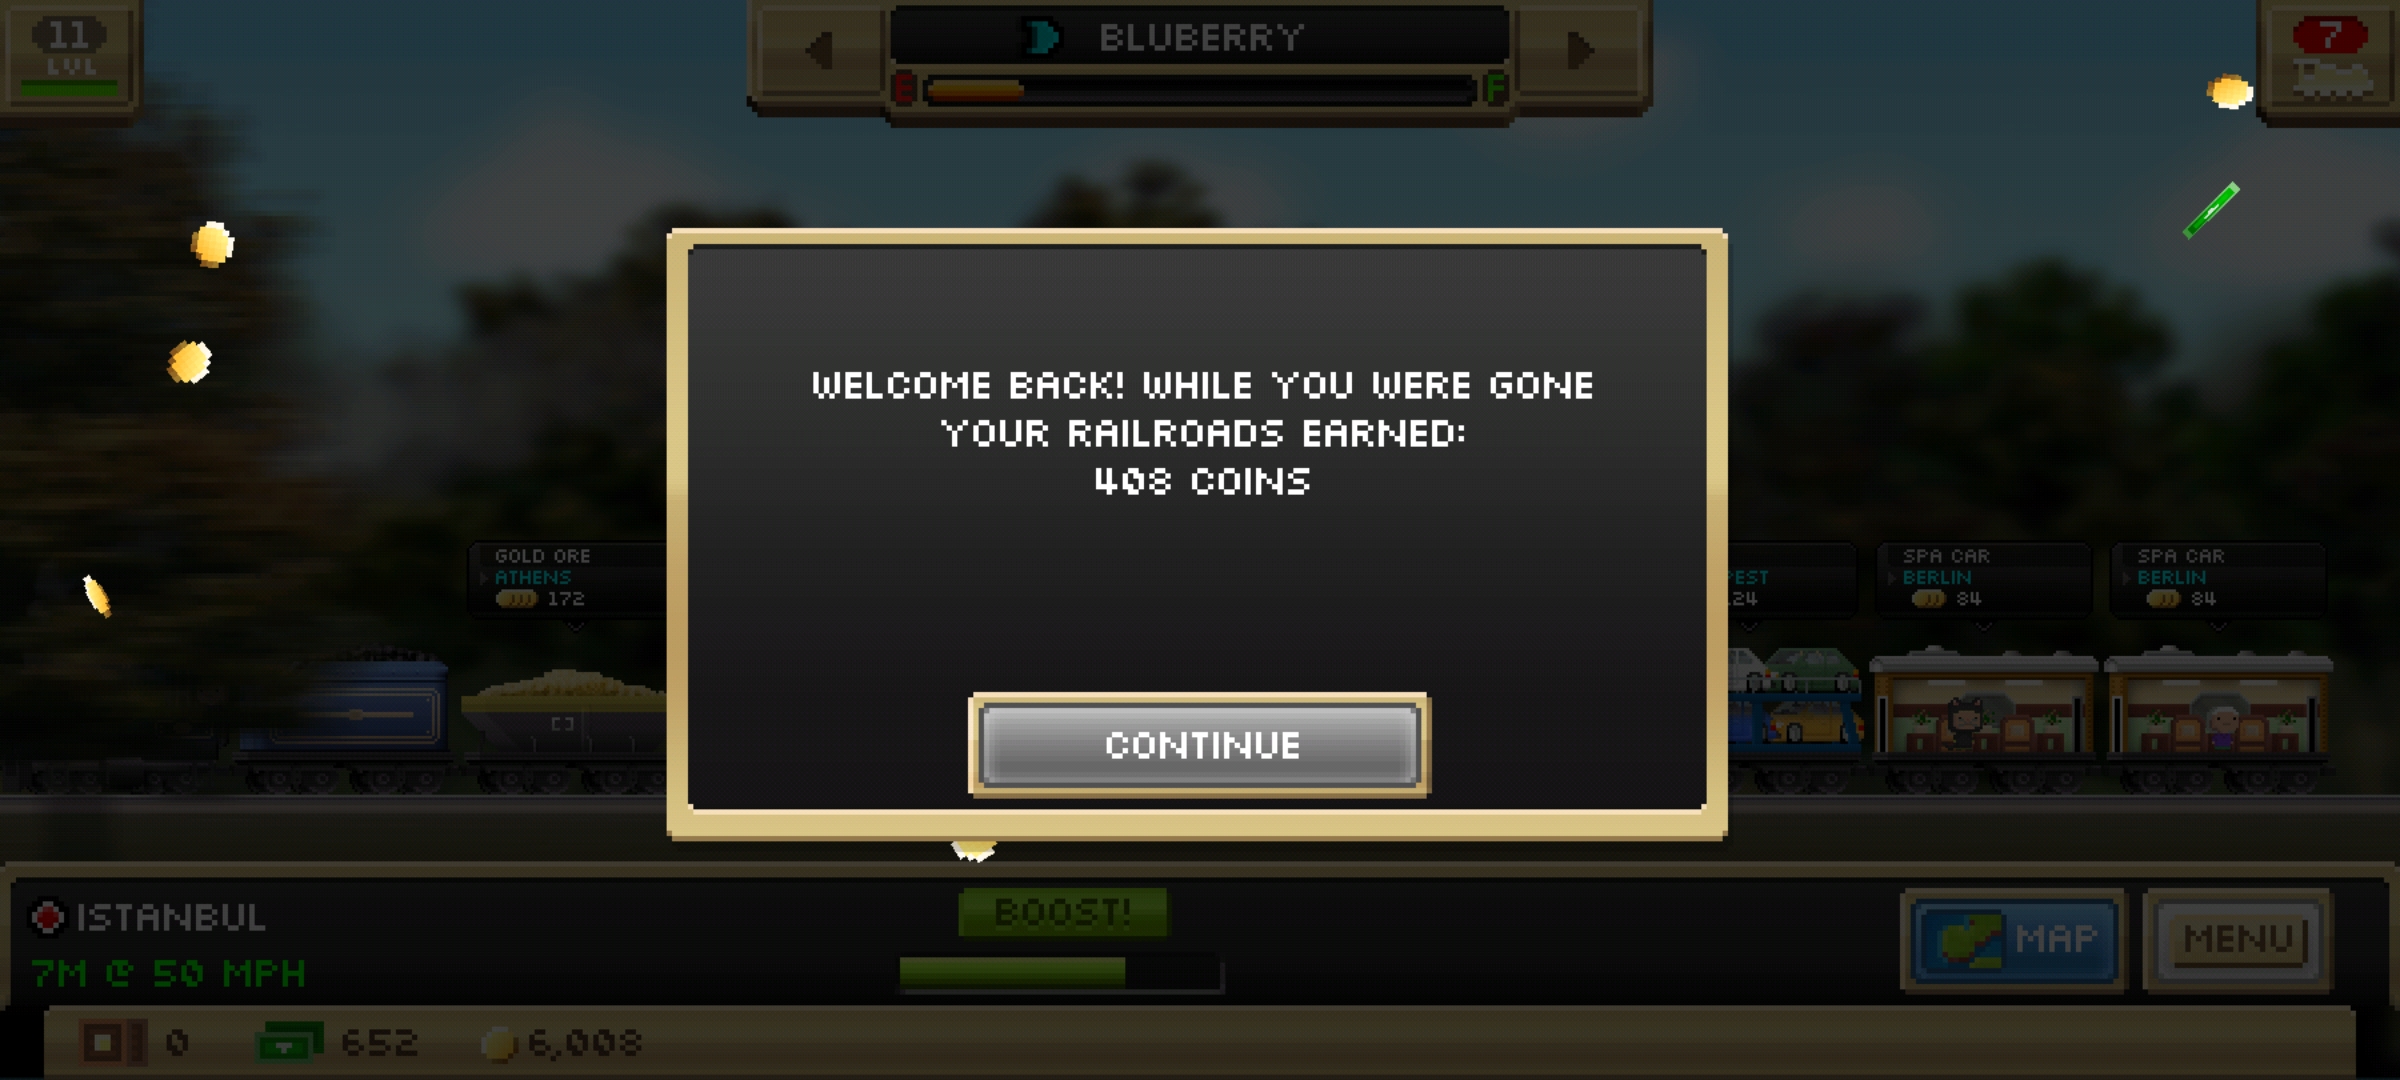 11
LVL
BLUBERRY
E
F
7
WELCOME BACK! WHILE YOU WERE GONE
YOUR RAILROADS EARNED:
408 COINS
CONTINUE
GOLD ORE
ATHENS
172
PEST
124
SPA CAR
BERLIN
84
SPA CAR
BERLIN
84
ISTANBUL
7M @ 50 MPH
BOOST!
MAP
MENU
0
652
6,008